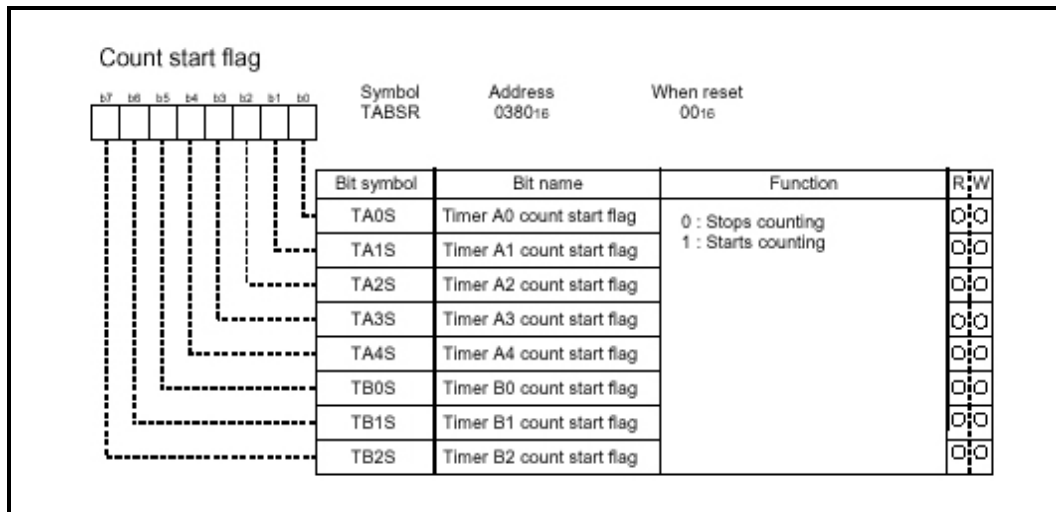 Count start flag
b7 b6 b5 b4 b3 b2 b1 b0
Symbol Address When reset
TABSR 038016 0016
Bit symbol Bit name Function R W
TA0S Timer A0 count start flag 0 : Stops counting
1 : Starts counting
TA1S Timer A1 count start flag
TA2S Timer A2 count start flag
TA3S Timer A3 count start flag
TA4S Timer A4 count start flag
TB0S Timer B0 count start flag
TB1S Timer B1 count start flag
TB2S Timer B2 count start flag